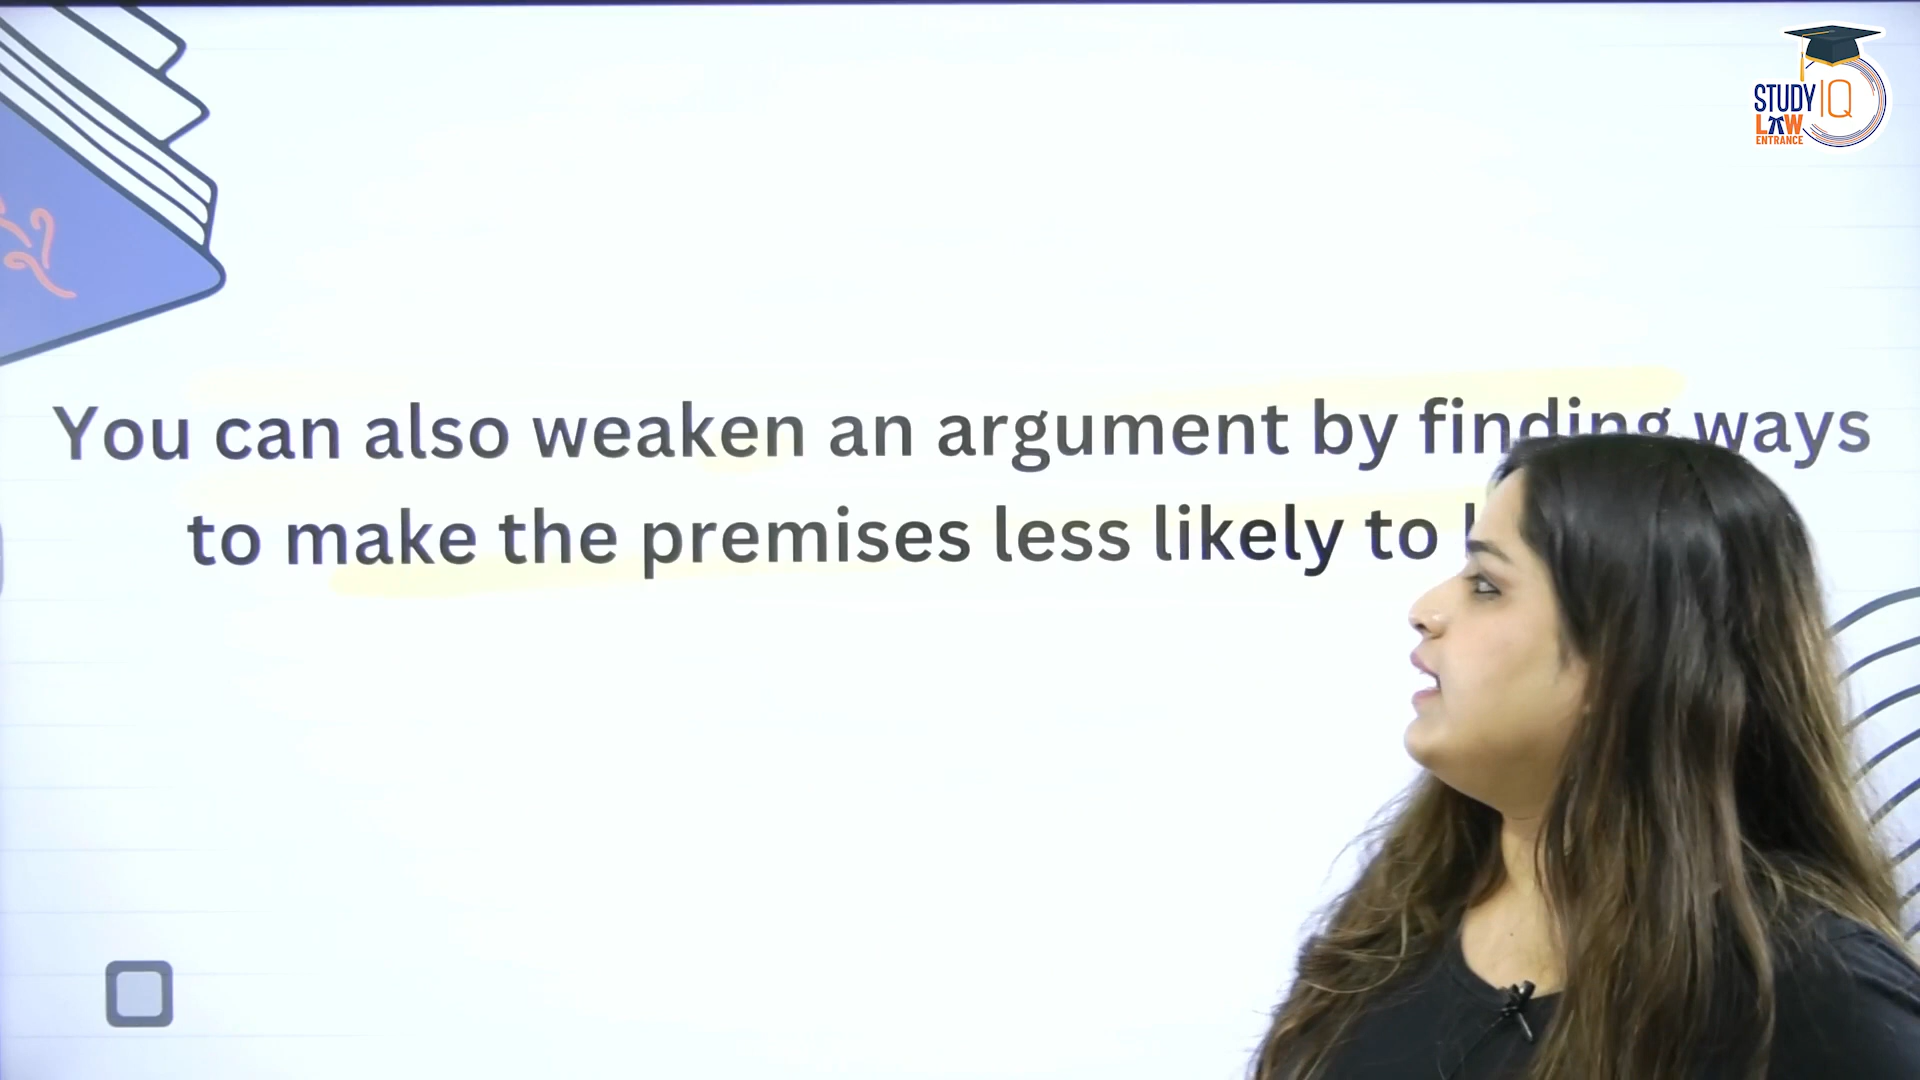 STUDY IQ
LAW
ENTRANCE
You can also weaken an argument by finding ways
to make the premises less likely to